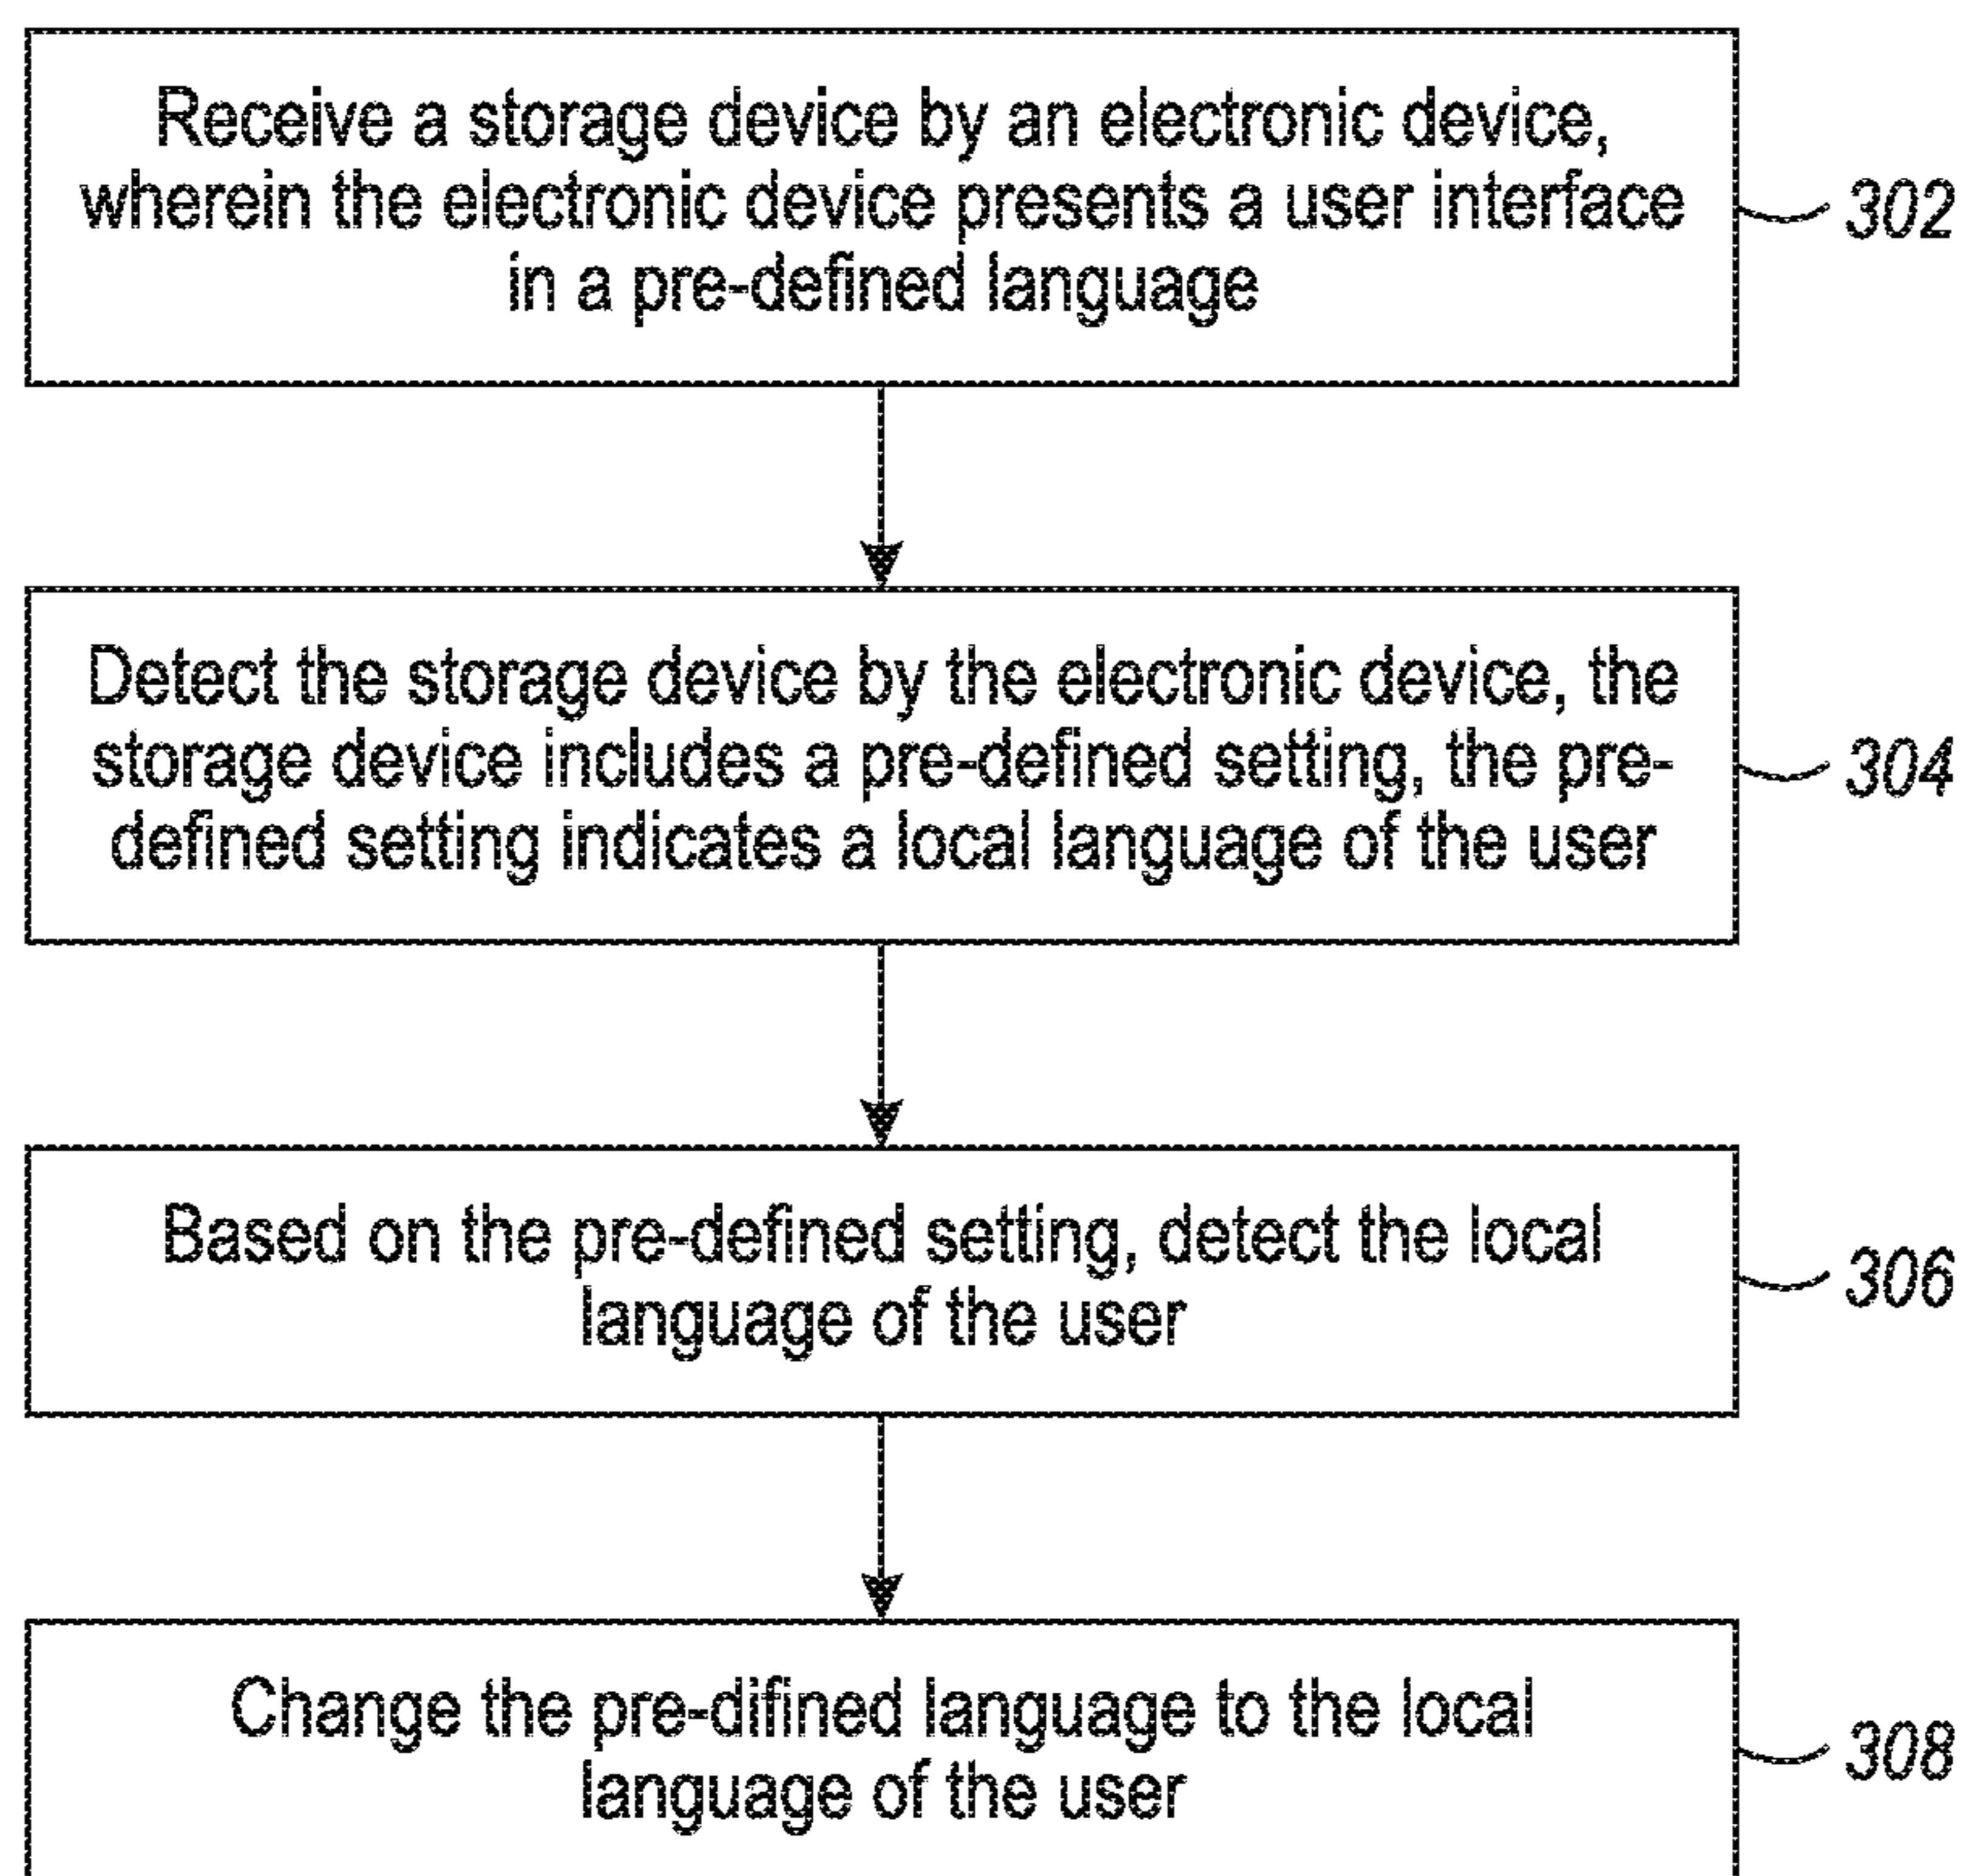 Receive a storage device by an electronic device,
wherein the electronic device presents a user interface
in a pre-defined language
302
Detect the storage device by the electronic device, the
storage device includes a pre-defined setting, the pre-
defined setting indicates a local language of the user
304
Based on the pre-defined setting, detect the local
language of the user
306
Change the pre-difined language to the local
language of the user
308